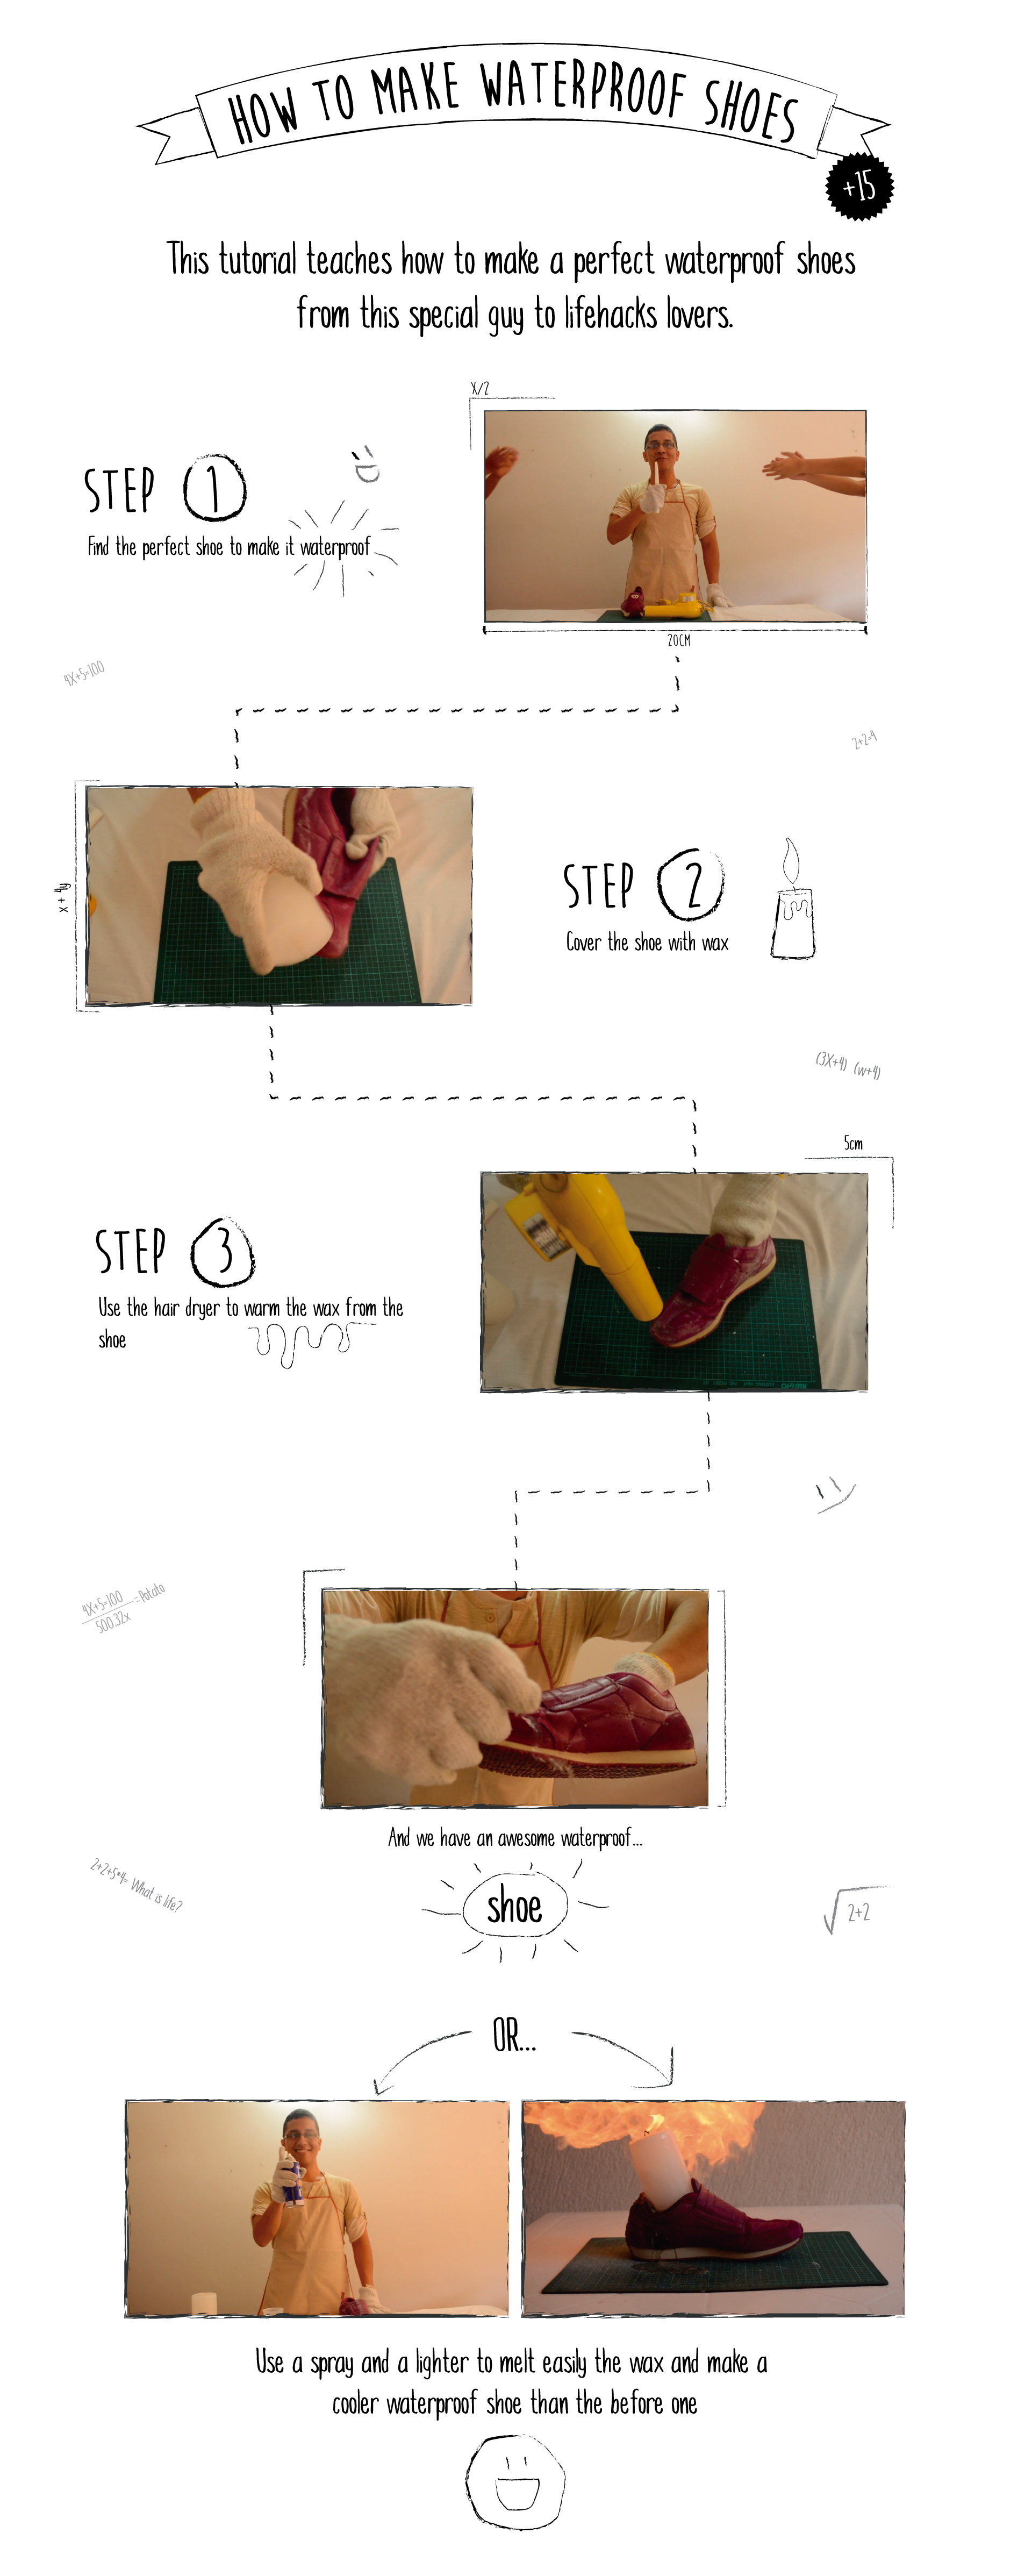 HOW TO MAKE WATERPROOF SHOES
+15
This tutorial teaches how to make a perfect waterproof shoes
from this special guy to lifehacks lovers.
X/2
STEP 1
Find the perfect shoe to make it waterproof
20CM
4X+5=100
2+2=4
x + 4y
STEP 2
Cover the shoe with wax
(3X+4) (w+4)
5cm
STEP 3
Use the hair dryer to warm the wax from the
shoe
4X+5=100
500.32x
= Potato
And we have an awesome waterproof...
shoe
2+2+5*4= What is life?
√2+2
OR...
Use a spray and a lighter to melt easily the wax and make a
cooler waterproof shoe than the before one